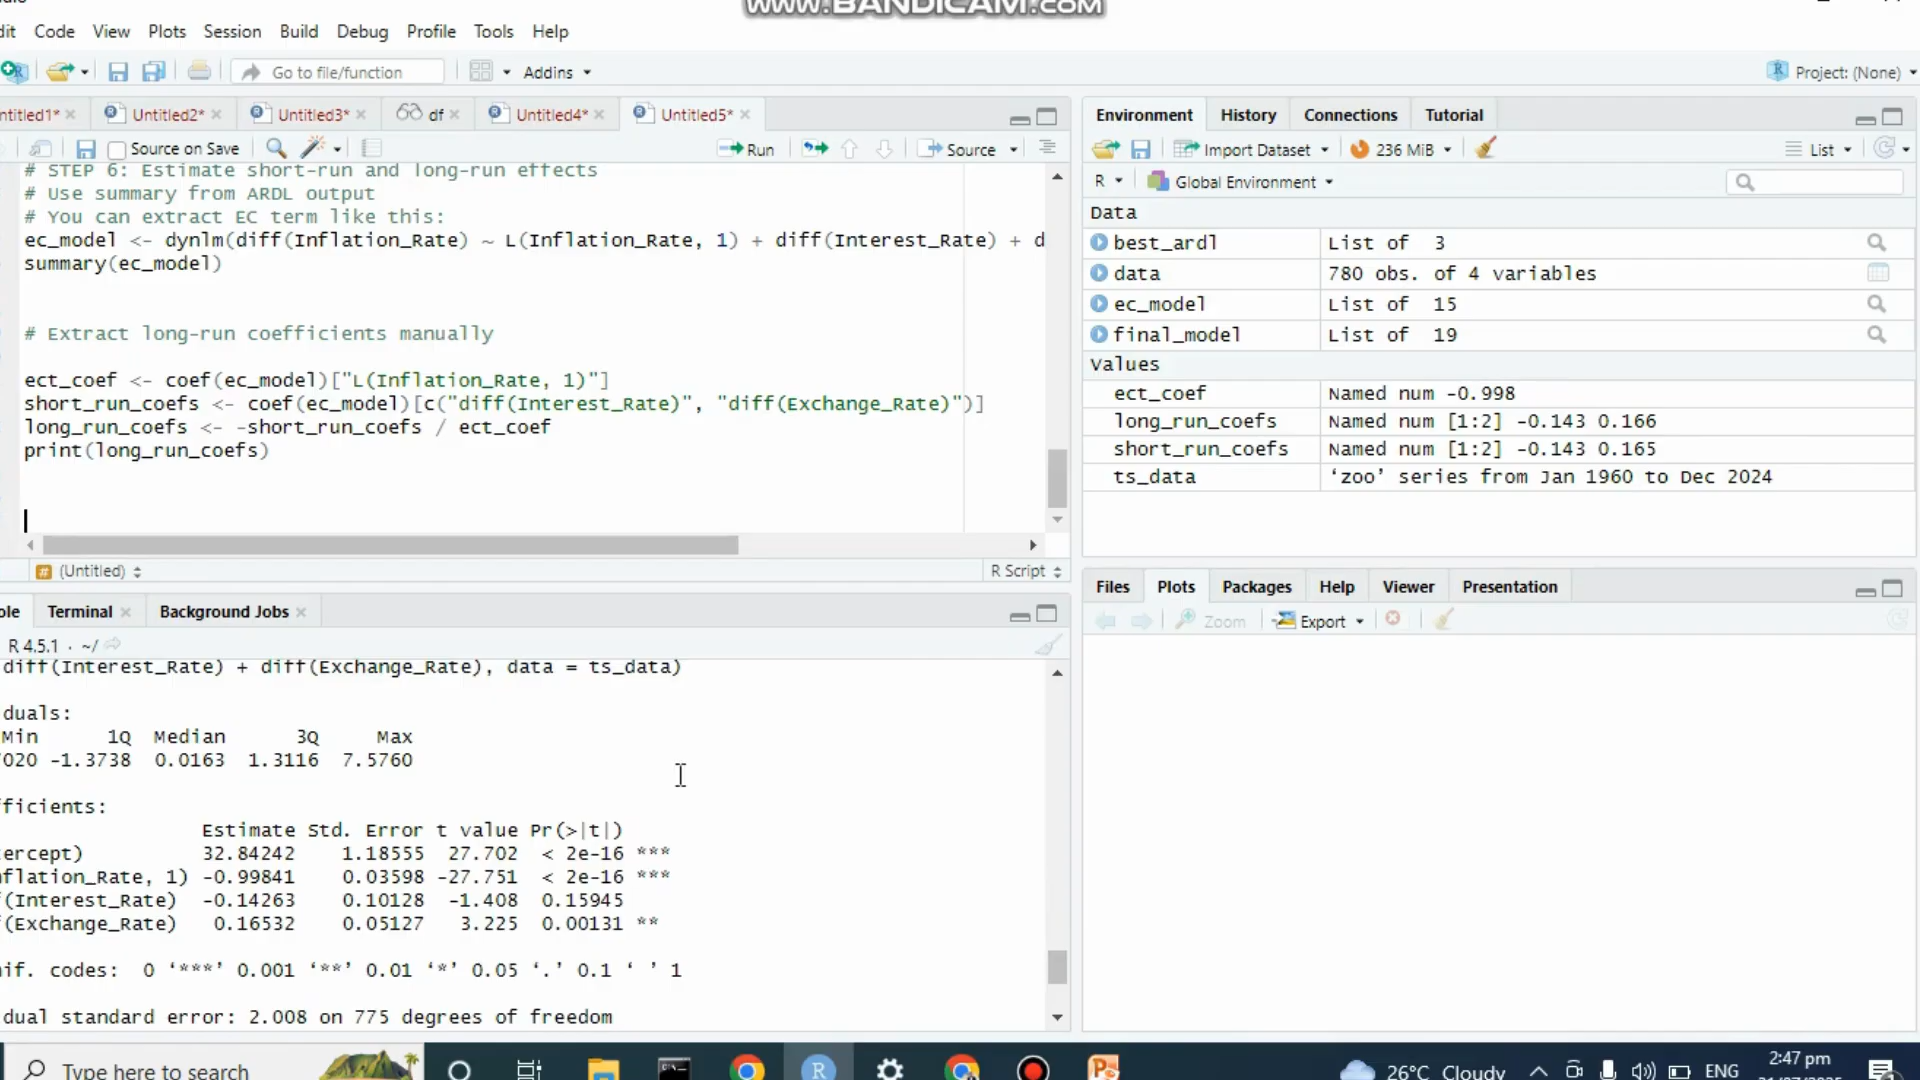 www.BANDICAM.COM
Code View Plots Session Build Debug Profile Tools Help
Go to file/function Addins Project: (None)
Untitled2* Untitled3* df Untitled4* Untitled5*
Source on Save Run Source
# STEP 6: Estimate short-run and long-run effects
# Use summary from ARDL output
# You can extract EC term like this:
ec_model <- dynlm(diff(Inflation_Rate) ~ L(Inflation_Rate, 1) + diff(Interest_Rate) + d
summary(ec_model)
# Extract long-run coefficients manually
ect_coef <- coef(ec_model)["L(Inflation_Rate, 1)"]
short_run_coefs <- coef(ec_model)[c("diff(Interest_Rate)", "diff(Exchange_Rate)")]
long_run_coefs <- -short_run_coefs / ect_coef
print(long_run_coefs)
(Untitled) R Script
Terminal Background Jobs
R 4.5.1 · ~/
diff(Interest_Rate) + diff(Exchange_Rate), data = ts_data)
duals:
Min 1Q Median 3Q Max
020 -1.3738 0.0163 1.3116 7.5760
fficients:
Estimate Std. Error t value Pr(>|t|)
ercept) 32.84242 1.18555 27.702 < 2e-16 ***
nflation_Rate, 1) -0.99841 0.03598 -27.751 < 2e-16 ***
(Interest_Rate) -0.14263 0.10128 -1.408 0.15945
(Exchange_Rate) 0.16532 0.05127 3.225 0.00131 **
if. codes: 0 ‘***’ 0.001 ‘**’ 0.01 ‘*’ 0.05 ‘.’ 0.1 ‘ ’ 1
dual standard error: 2.008 on 775 degrees of freedom
Environment History Connections Tutorial
Import Dataset 236 MiB List
R Global Environment
Data
best_ardl List of 3
data 780 obs. of 4 variables
ec_model List of 15
final_model List of 19
Values
ect_coef Named num -0.998
long_run_coefs Named num [1:2] -0.143 0.166
short_run_coefs Named num [1:2] -0.143 0.165
ts_data ‘zoo’ series from Jan 1960 to Dec 2024
Files Plots Packages Help Viewer Presentation
Zoom Export
Type here to search
26°C Cloudy ENG
2:47 pm